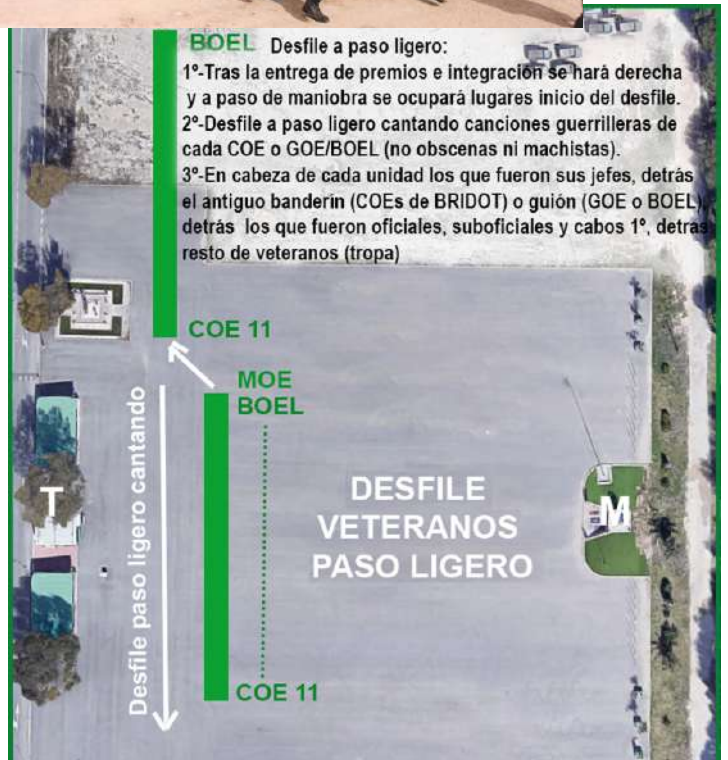 BOEL Desfile a paso ligero:
1º-Tras la entrega de premios e integración se hará derecha
y a paso de maniobra se ocupará lugares inicio del desfile.
2º-Desfile a paso ligero cantando canciones guerrilleras de
cada COE o GOE/BOEL (no obscenas ni machistas).
3º-En cabeza de cada unidad los que fueron sus jefes, detrás
el antiguo banderín (COEs de BRIDOT) o guión (GOE o BOEL),
detrás los que fueron oficiales, suboficiales y cabos 1º, detrás
resto de veteranos (tropa)
COE 11
MOE
BOEL
Desfile paso ligero cantando
T
DESFILE
VETERANOS
PASO LIGERO
M
COE 11